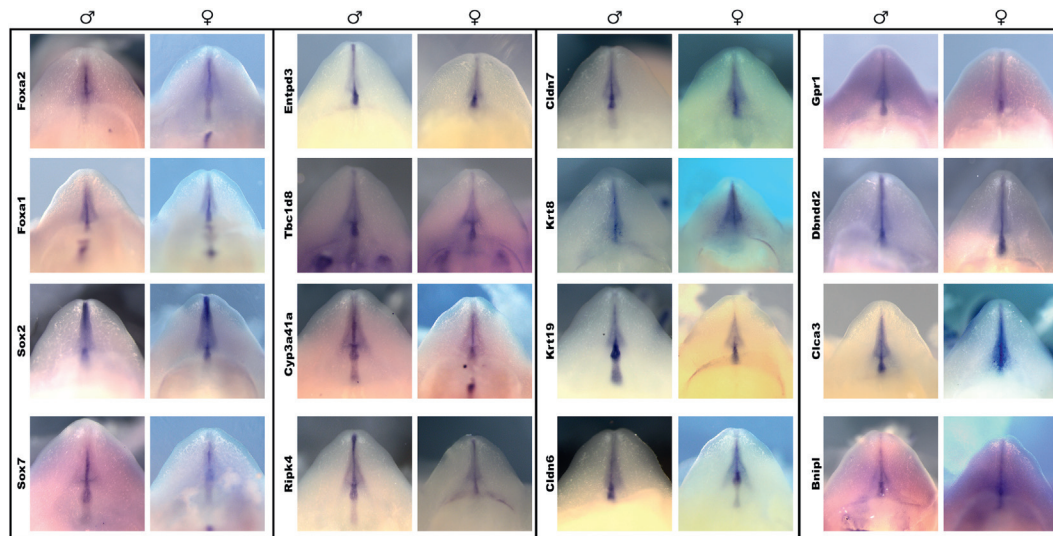 ♂ ♀ ♂ ♀ ♂ ♀ ♂ ♀
Foxa2
Foxa1
Sox2
Sox7
Entpd3
Tbc1d8
Cyp3a41a
Ripk4
Cldn7
Krt8
Krt19
Cldn6
Gpr1
Dbndd2
Clca3
Bnipl